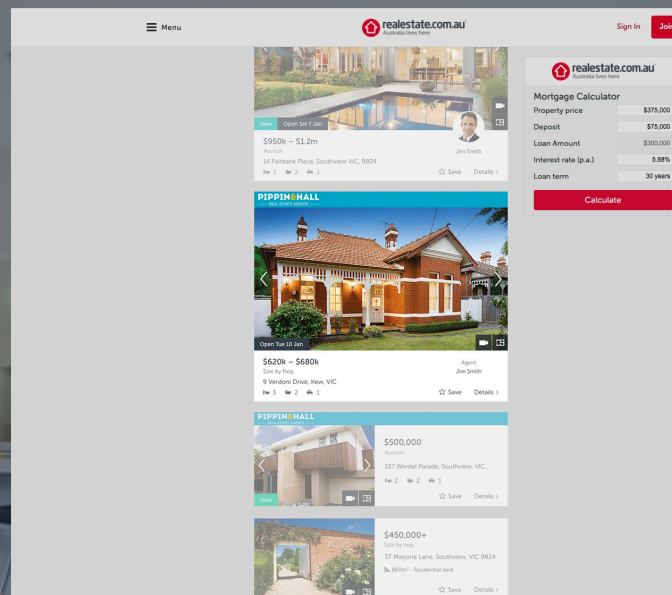 Menu
realestate.com.au
Australia lives here
Sign In
Join
New
Open Sat 7 Jan
$950k – $1.2m
Auction
Jim Smith
14 Fairbank Place, Southview VIC, 9824
3 2 1
Save
Details
PIPPIN&HALL
REAL ESTATE AGENTS
Open Tue 10 Jan
$620k – $680k
Sale by Neg.
Agent
Jim Smith
9 Verdoni Drive, Kew, VIC
3 2 1
Save
Details
PIPPIN&HALL
REAL ESTATE AGENTS
New
$500,000
Auction
107 Wentel Parade, Southview, VIC...
2 2 1
Save
Details
$450,000+
Sale by neg.
37 Marjorie Lane, Southview, VIC 9824
860m² - Residential land
Save
Details
realestate.com.au
Australia lives here
Mortgage Calculator
Property price $375,000
Deposit $75,000
Loan Amount $300,000
Interest rate (p.a.) 5.88%
Loan term 30 years
Calculate